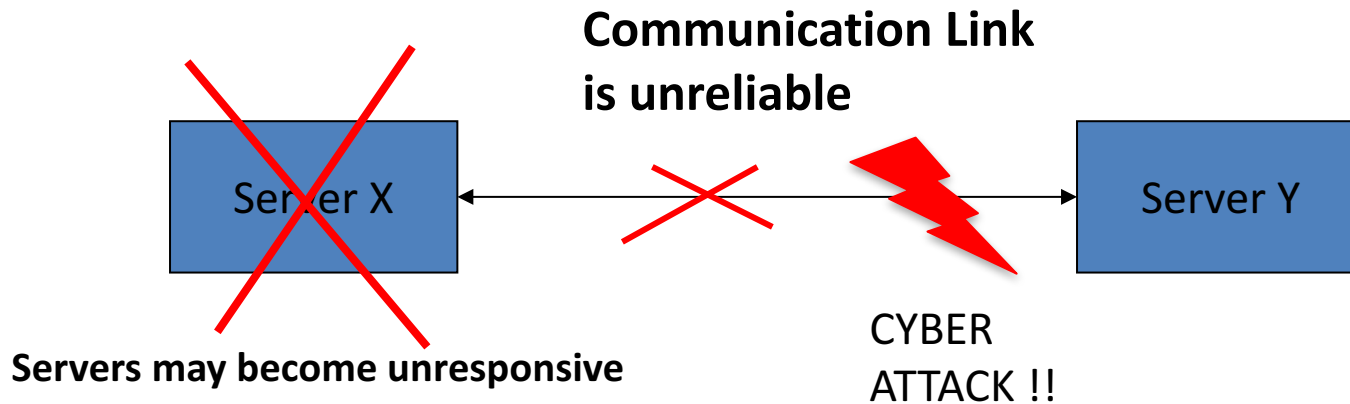 Communication Link
is unreliable
Server X
Server Y
CYBER
ATTACK !!
Servers may become unresponsive